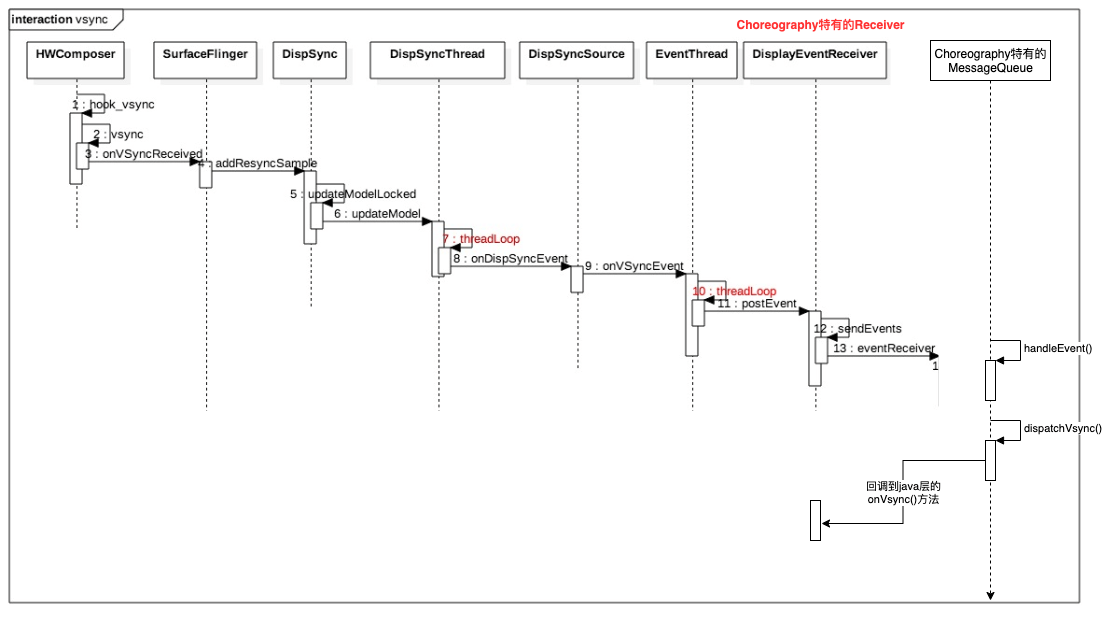 interaction vsync
Choreography特有的Receiver
HWComposer
SurfaceFlinger
DispSync
DispSyncThread
DispSyncSource
EventThread
DisplayEventReceiver
Choreography特有的
MessageQueue
1 : hook_vsync
2 : vsync
3 : onVSyncReceived
4 : addResyncSample
5 : updateModelLocked
6 : updateModel
7 : threadLoop
8 : onDispSyncEvent
9 : onVSyncEvent
10 : threadLoop
11 : postEvent
12 : sendEvents
13 : eventReceiver
1
handleEvent()
dispatchVsync()
回调到java层的
onVsync()方法